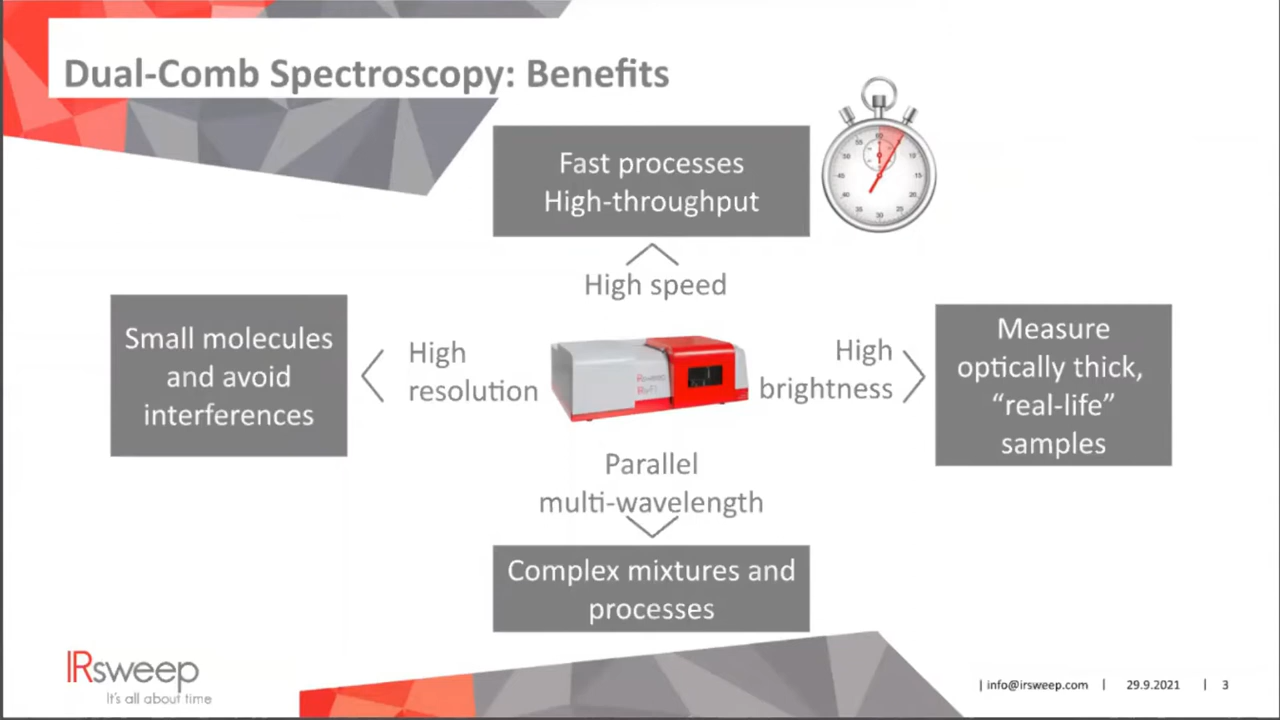 Dual-Comb Spectroscopy: Benefits
Fast processes
High-throughput
High speed
Small molecules
and avoid
interferences
High
resolution
IRsweep
High
brightness
Measure
optically thick,
“real-life”
samples
Parallel
multi-wavelength
Complex mixtures and
processes
IRsweep
It's all about time
| info@irsweep.com | 29.9.2021 | 3